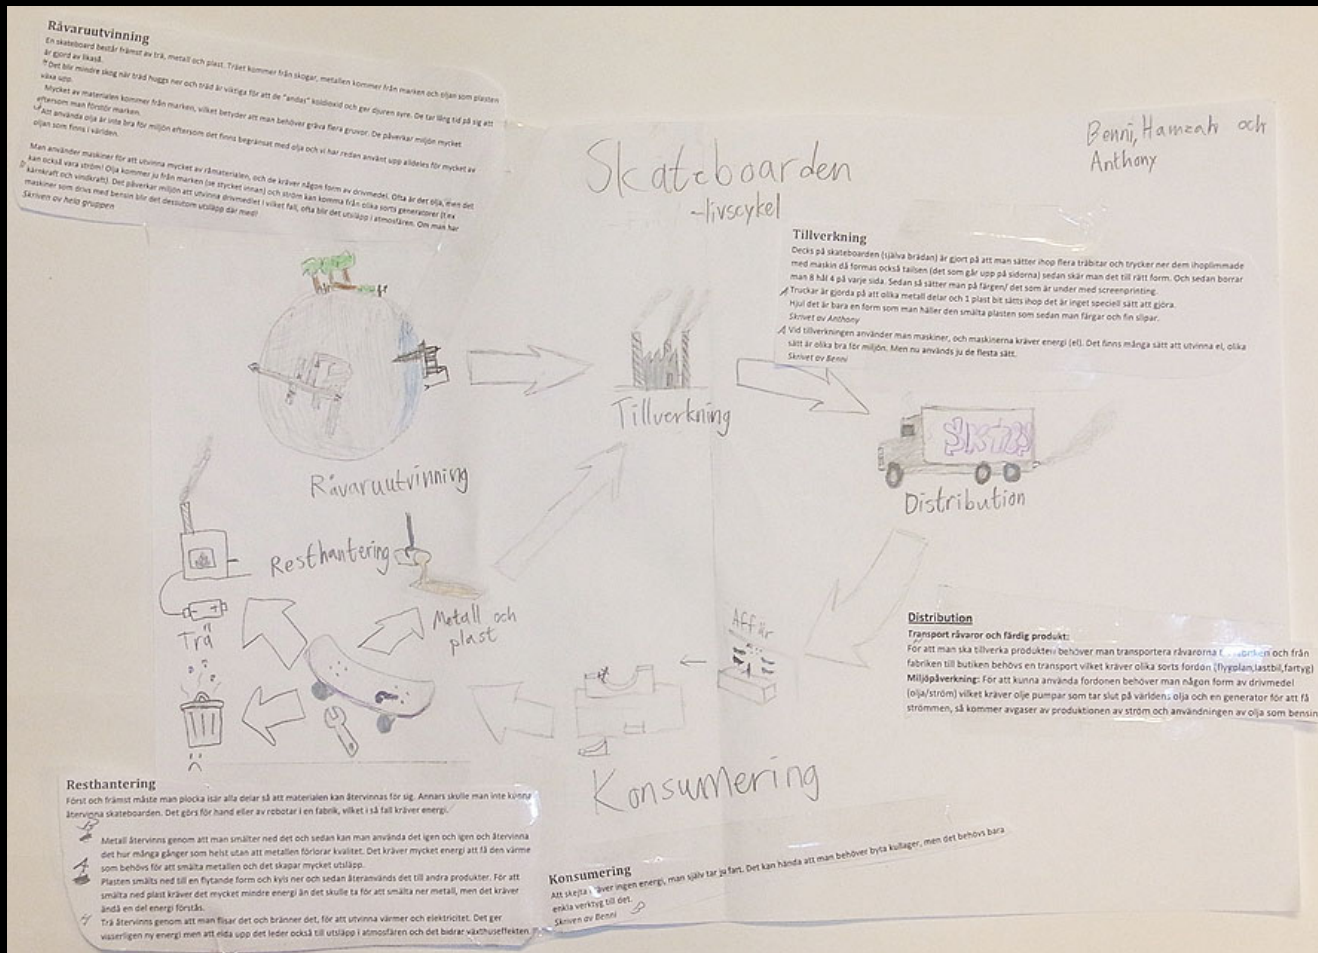 Råvaruutvinning
En skateboard består främst av trä, metall och plast. Träet kommer från skogar, metallen kommer från marken och oljan som plasten
är gjord av likaså.
Det blir mindre skog när träd huggs ner och träd är viktiga för att de "andas" koldioxid och ger djuren syre. De tar lång tid på sig att
växa upp.
Mycket av materialen kommer från marken, vilket betyder att man behöver gräva flera gruvor. De påverkar miljön mycket
eftersom man förstör marken.
Att använda olja är inte bra för miljön eftersom det finns begränsat med olja och vi har redan använt upp alldeles för mycket av
oljan som finns i världen.
Man använder maskiner för att utvinna mycket av råmaterialen, och de kräver någon form av drivmedel. Ofta är det olja, men det
kan också vara ström! Olja kommer ju från marken (se stycket innan) och ström kan komma från olika sorts generatorer (t ex
kärnkraft och vindkraft). Det påverkar miljön att utvinna drivmedlet i vilket fall, ofta blir det utsläpp i atmosfären. Om man har
maskiner som drivs med bensin blir det dessutom utsläpp där med!
Skriven av hela gruppen
Skateboarden
-livscykel
Benni, Hamzah och
Anthony
Tillverkning
Decks på skateboarden (själva brädan) är gjort på att man sätter ihop flera träbitar och trycker ner dem ihoplimmade
med maskin då formas också tailsen (det som går upp på sidorna) sedan skär man det till rätt form. Och sedan borrar
man 8 hål 4 på varje sida. Sedan så sätter man på färgen/ det som är under med screenprinting.
Truckar är gjorda på att olika metall delar och 1 plast bit sätts ihop det är inget speciell sätt att gjöra.
Hjul det är bara en form som man häller den smälta plasten som sedan man färgar och fin slipar.
Skrivet av Anthony
Vid tillverkningen använder man maskiner, och maskinerna kräver energi (el). Det finns många sätt att utvinna el, olika
sätt är olika bra för miljön. Men nu används ju de flesta sätt.
Skrivet av Benni
Tillverkning
Distribution
Råvaruutvinning
Resthantering
Metall och
plast
Trä
Affär
Konsumering
Distribution
Transport råvaror och färdig produkt:
För att man ska tillverka produkten behöver man transportera råvarorna och från
fabriken till butiken behövs en transport vilket kräver olika sorts fordon (flygplan,lastbil,fartyg)
Miljöpåverkning: För att kunna använda fordonen behöver man någon form av drivmedel
(olja/ström) vilket kräver olje pumpar som tar slut på världens olja och en generator för att få
strömmen, så kommer avgaser av produktionen av ström och användningen av olja som bensin
Resthantering
Först och främst måste man plocka isär alla delar så att materialen kan återvinnas för sig. Annars skulle man inte kunna
återvinna skateboarden. Det görs för hand eller av robotar i en fabrik, vilket i så fall kräver energi.
Metall återvinns genom att man smälter ned det och sedan kan man använda det igen och igen och återvinna
det hur många gånger som helst utan att metallen förlorar kvalitet. Det kräver mycket energi att få den värme
som behövs för att smälta metallen och det skapar mycket utsläpp.
Plasten smälts ned till en flytande form och kyls ner och sedan återanvänds det till andra produkter. För att
smälta ned plast kräver det mycket mindre energi än det skulle ta för att smälta ner metall, men det kräver
ändå en del energi förstås.
Trä återvinns genom att man flisar det och bränner det, för att utvinna värmer och elektricitet. Det ger
visserligen ny energi men att elda upp det leder också till utsläpp i atmosfären och det bidrar växthuseffekten.
Konsumering
Att skejta kräver ingen energi, man själv tar ju fart. Det kan hända att man behöver byta kullager, men det behövs bara
enkla verktyg till det.
Skriven av Benni